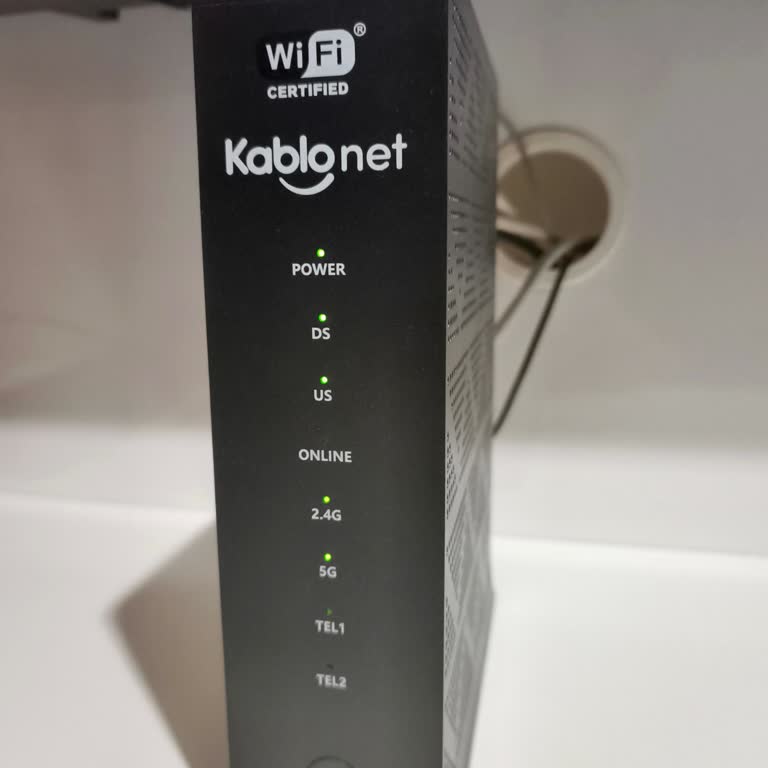 WiFi®
CERTIFIED
Kablonet
POWER
DS
US
ONLINE
2.4G
5G
TEL1
TEL2